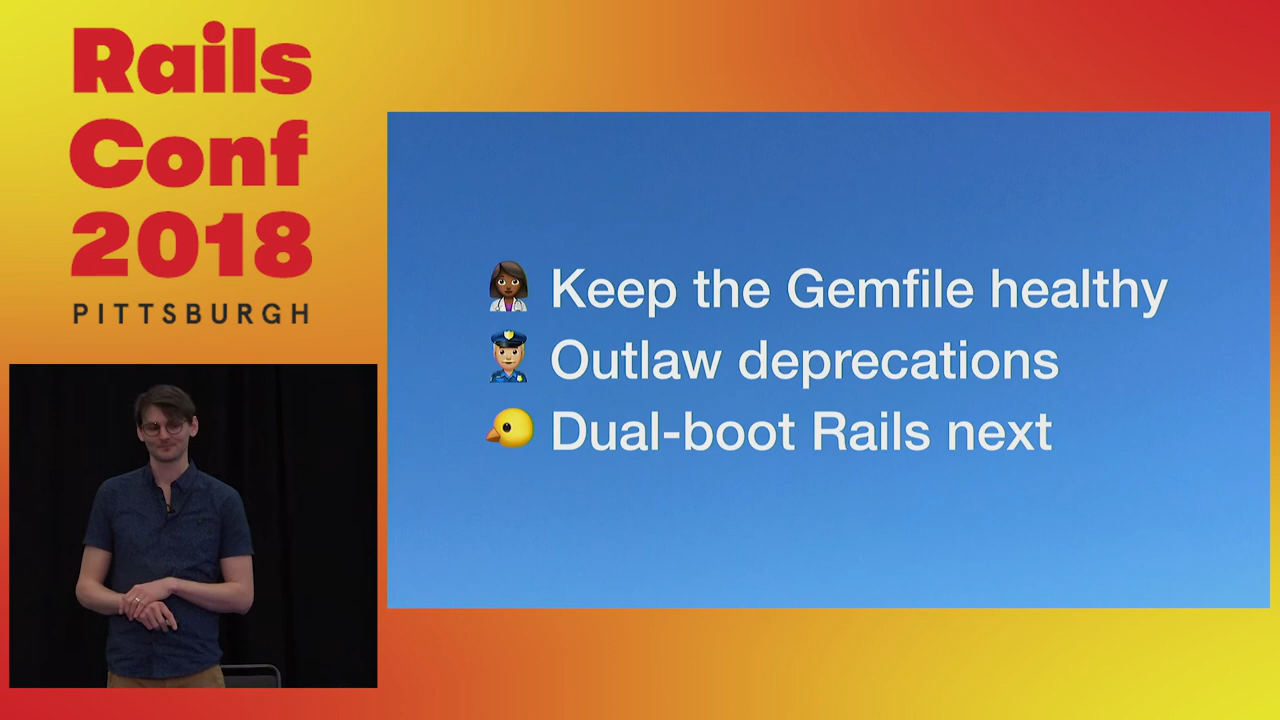 Rails
Conf
2018
PITTSBURGH
Keep the Gemfile healthy
Outlaw deprecations
Dual-boot Rails next